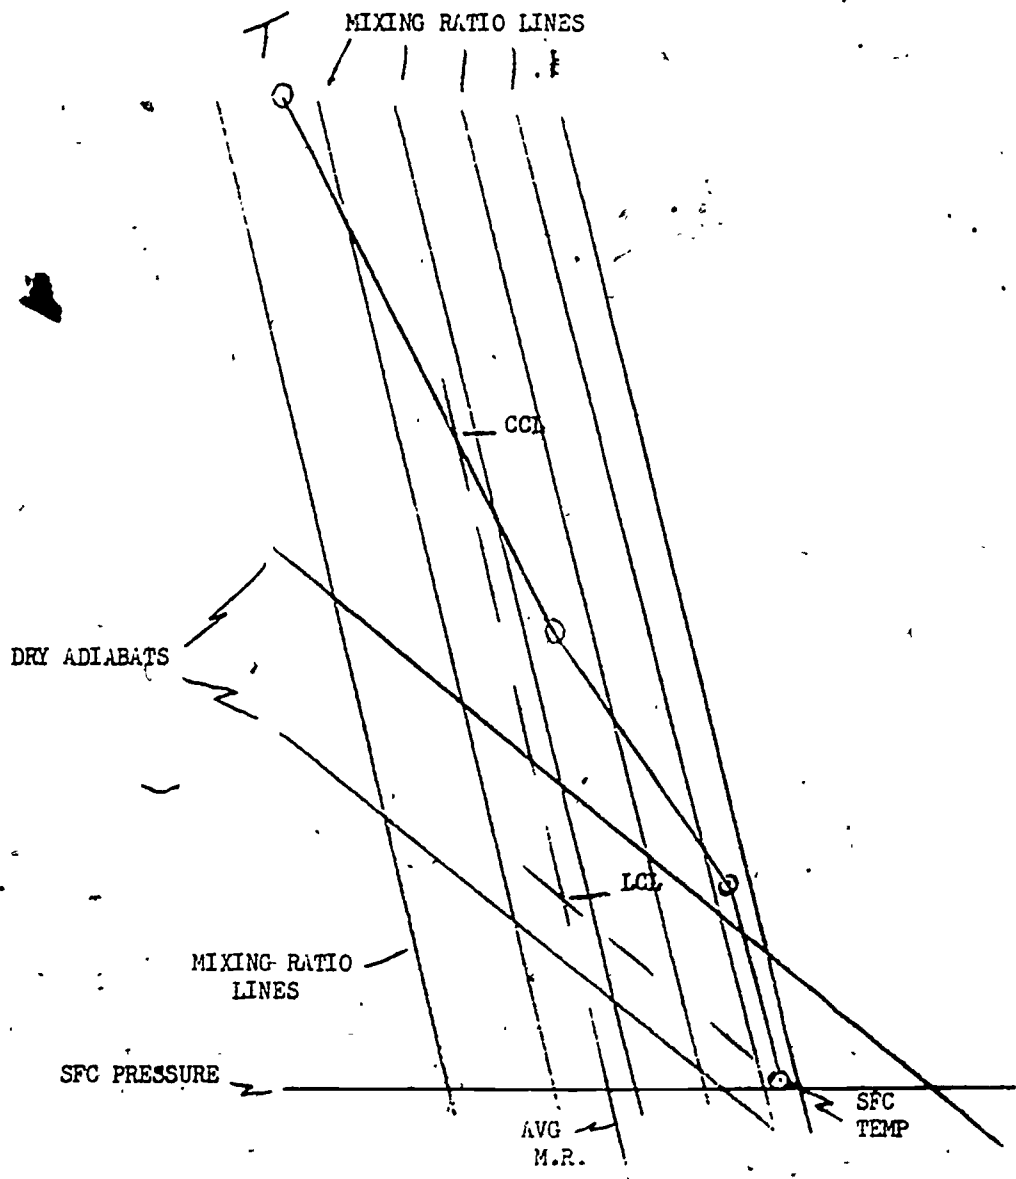 T
MIXING RATIO LINES
CCL
DRY ADIABATS
LCL
MIXING RATIO
LINES
SFC PRESSURE
SFC
TEMP
AVG
M.R.